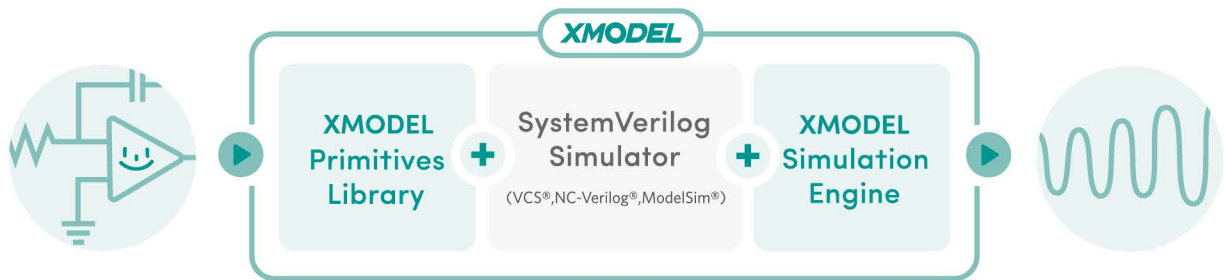 XMODEL
XMODEL
Primitives
Library
+
SystemVerilog
Simulator
(VCS®,NC-Verilog®,ModelSim®)
+
XMODEL
Simulation
Engine